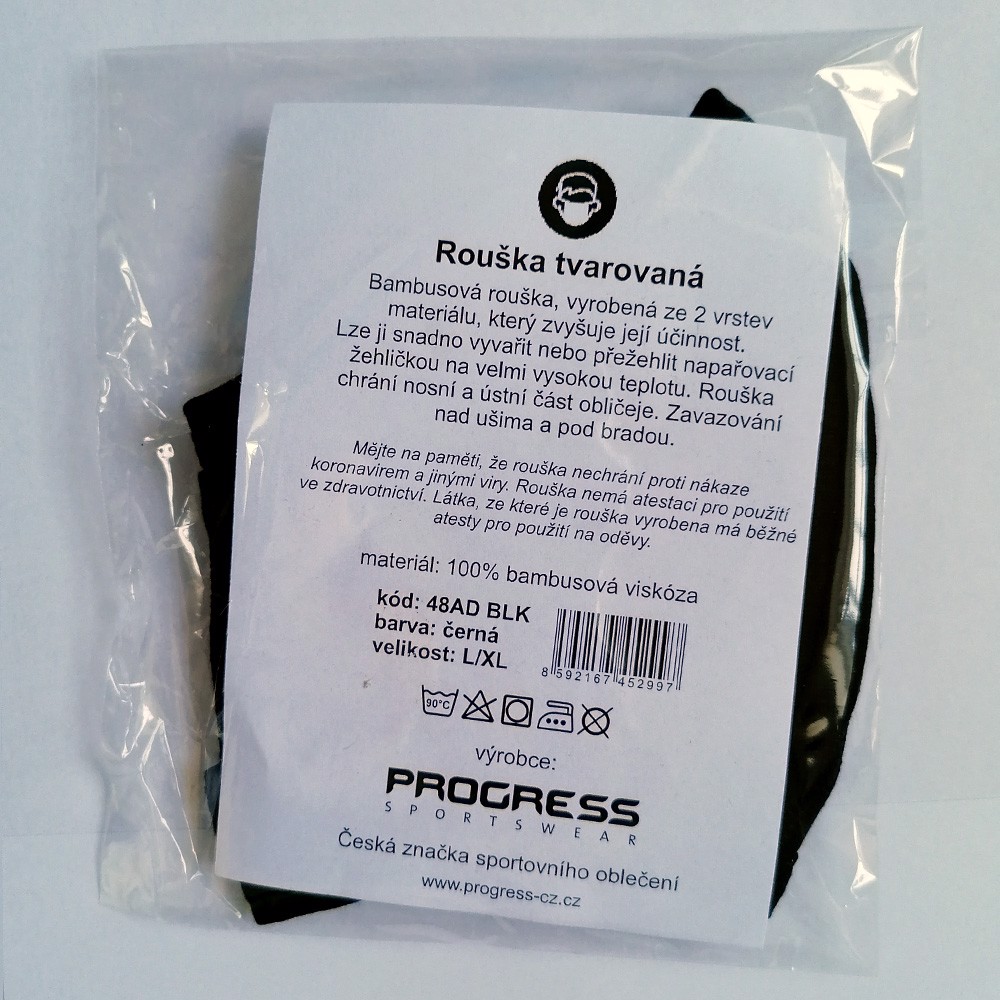 Rouška tvarovaná
Bambusová rouška, vyrobená ze 2 vrstev
materiálu, který zvyšuje její účinnost.
Lze ji snadno vyvařit nebo přežehlit napařovací
žehličkou na velmi vysokou teplotu. Rouška
chrání nosní a ústní část obličeje. Zavazování
nad ušima a pod bradou.
Mějte na paměti, že rouška nechrání proti nákaze
koronavirem a jinými viry. Rouška nemá atestaci pro použití
ve zdravotnictví. Látka, ze které je rouška vyrobena má běžné
atesty pro použití na oděvy.
materiál: 100% bambusová viskóza
kód: 48AD BLK
barva: černá
velikost: L/XL
8 592167 452997
90°C
výrobce:
PROGRESS
SPORTSWEAR
Česká značka sportovního oblečení
www.progress-cz.cz